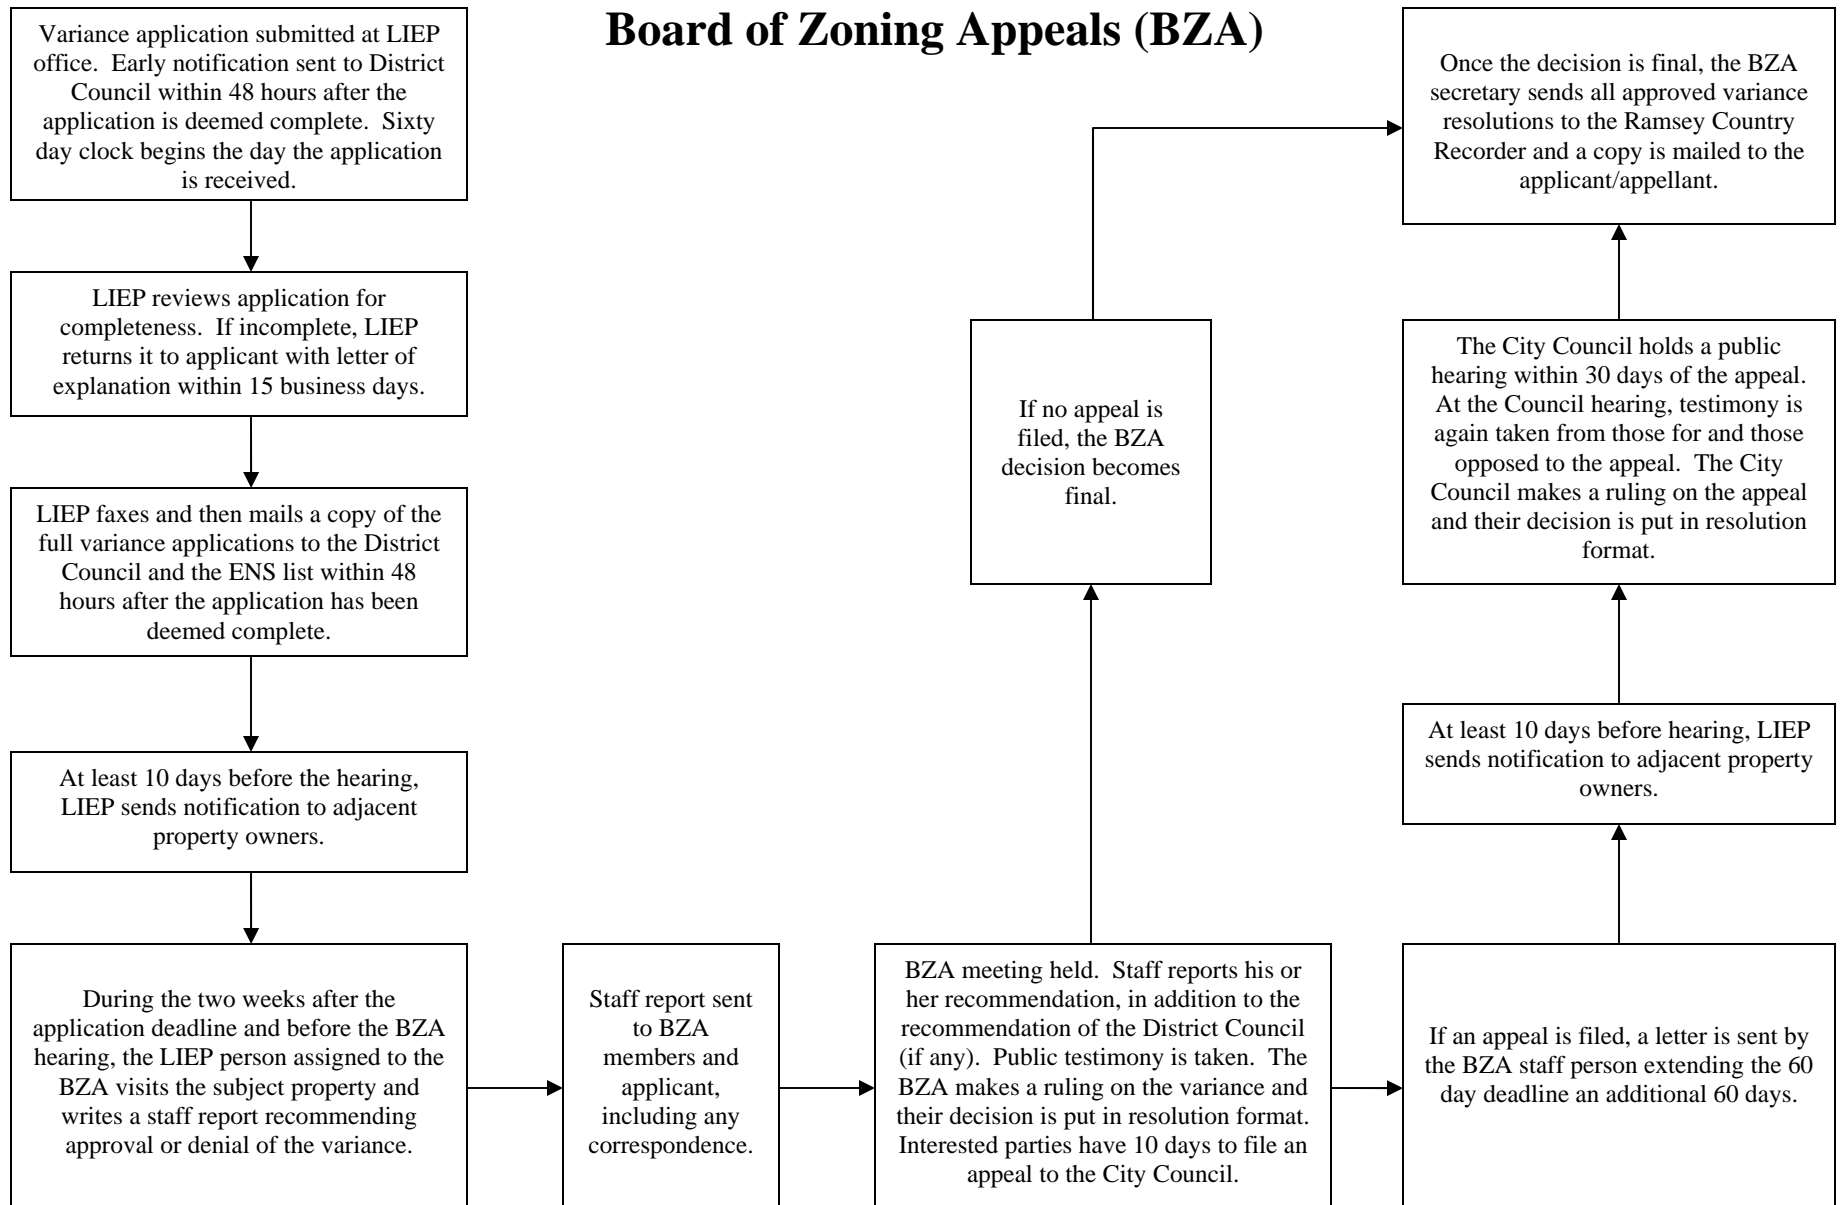 Board of Zoning Appeals (BZA)
Variance application submitted at LIEP
office.  Early notification sent to District
Council within 48 hours after the
application is deemed complete.  Sixty
day clock begins the day the application
is received.
LIEP reviews application for
completeness.  If incomplete, LIEP
returns it to applicant with letter of
explanation within 15 business days.
LIEP faxes and then mails a copy of the
full variance applications to the District
Council and the ENS list within 48
hours after the application has been
deemed complete.
At least 10 days before the hearing,
LIEP sends notification to adjacent
property owners.
During the two weeks after the
application deadline and before the BZA
hearing, the LIEP person assigned to the
BZA visits the subject property and
writes a staff report recommending
approval or denial of the variance.
Staff report sent
to BZA
members and
applicant,
including any
correspondence.
BZA meeting held.  Staff reports his or
her recommendation, in addition to the
recommendation of the District Council
(if any).  Public testimony is taken.  The
BZA makes a ruling on the variance and
their decision is put in resolution format.
Interested parties have 10 days to file an
appeal to the City Council.
If no appeal is
filed, the BZA
decision becomes
final.
If an appeal is filed, a letter is sent by
the BZA staff person extending the 60
day deadline an additional 60 days.
At least 10 days before hearing, LIEP
sends notification to adjacent property
owners.
The City Council holds a public
hearing within 30 days of the appeal.
At the Council hearing, testimony is
again taken from those for and those
opposed to the appeal.  The City
Council makes a ruling on the appeal
and their decision is put in resolution
format.
Once the decision is final, the BZA
secretary sends all approved variance
resolutions to the Ramsey Country
Recorder and a copy is mailed to the
applicant/appellant.